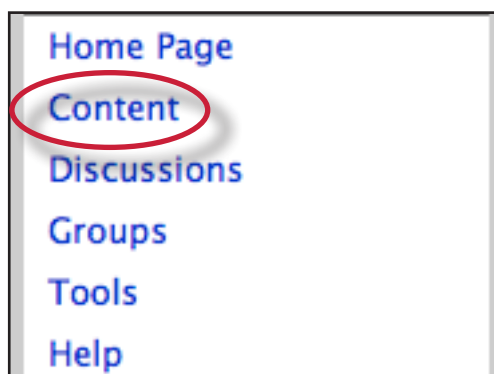 Home Page
Content
Discussions
Groups
Tools
Help